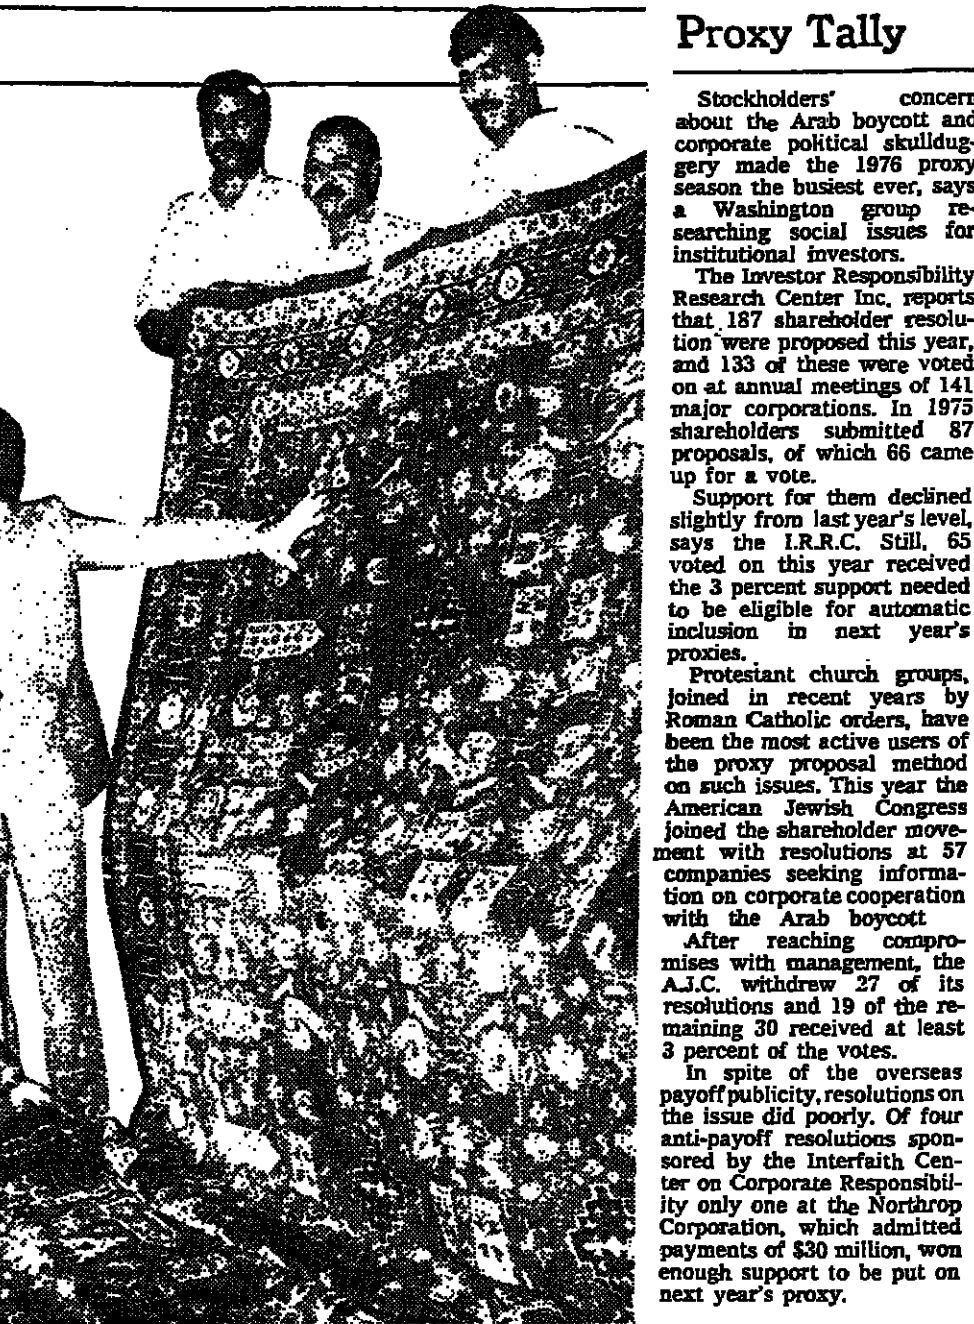 Proxy Tally
Stockholders' concern
about the Arab boycott and
corporate political skulldug-
gery made the 1976 proxy
season the busiest ever, says
a Washington group re-
searching social issues for
institutional investors.
The Investor Responsibility
Research Center Inc. reports
that 187 shareholder resolu-
tion were proposed this year,
and 133 of these were voted
on at annual meetings of 141
major corporations. In 1975
shareholders submitted 87
proposals, of which 66 came
up for a vote.
Support for them declined
slightly from last year's level,
says the I.R.R.C. Still, 65
voted on this year received
the 3 percent support needed
to be eligible for automatic
inclusion in next year's
proxies.
Protestant church groups,
joined in recent years by
Roman Catholic orders, have
been the most active users of
the proxy proposal method
on such issues. This year the
American Jewish Congress
joined the shareholder move-
ment with resolutions at 57
companies seeking informa-
tion on corporate cooperation
with the Arab boycott
After reaching compro-
mises with management, the
A.J.C. withdrew 27 of its
resolutions and 19 of the re-
maining 30 received at least
3 percent of the votes.
In spite of the overseas
payoff publicity, resolutions on
the issue did poorly. Of four
anti-payoff resolutions spon-
sored by the Interfaith Cen-
ter on Corporate Responsibil-
ity only one at the Northrop
Corporation, which admitted
payments of $30 million, won
enough support to be put on
next year's proxy.